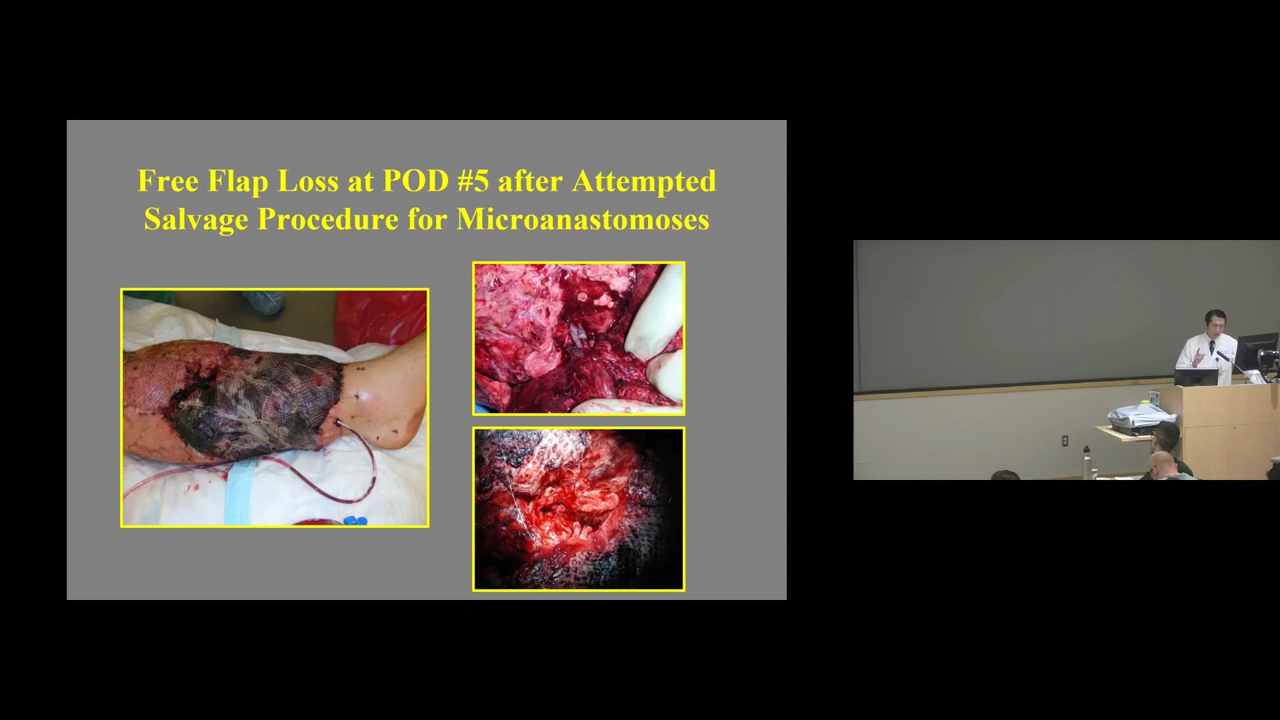 Free Flap Loss at POD #5 after Attempted
Salvage Procedure for Microanastomoses